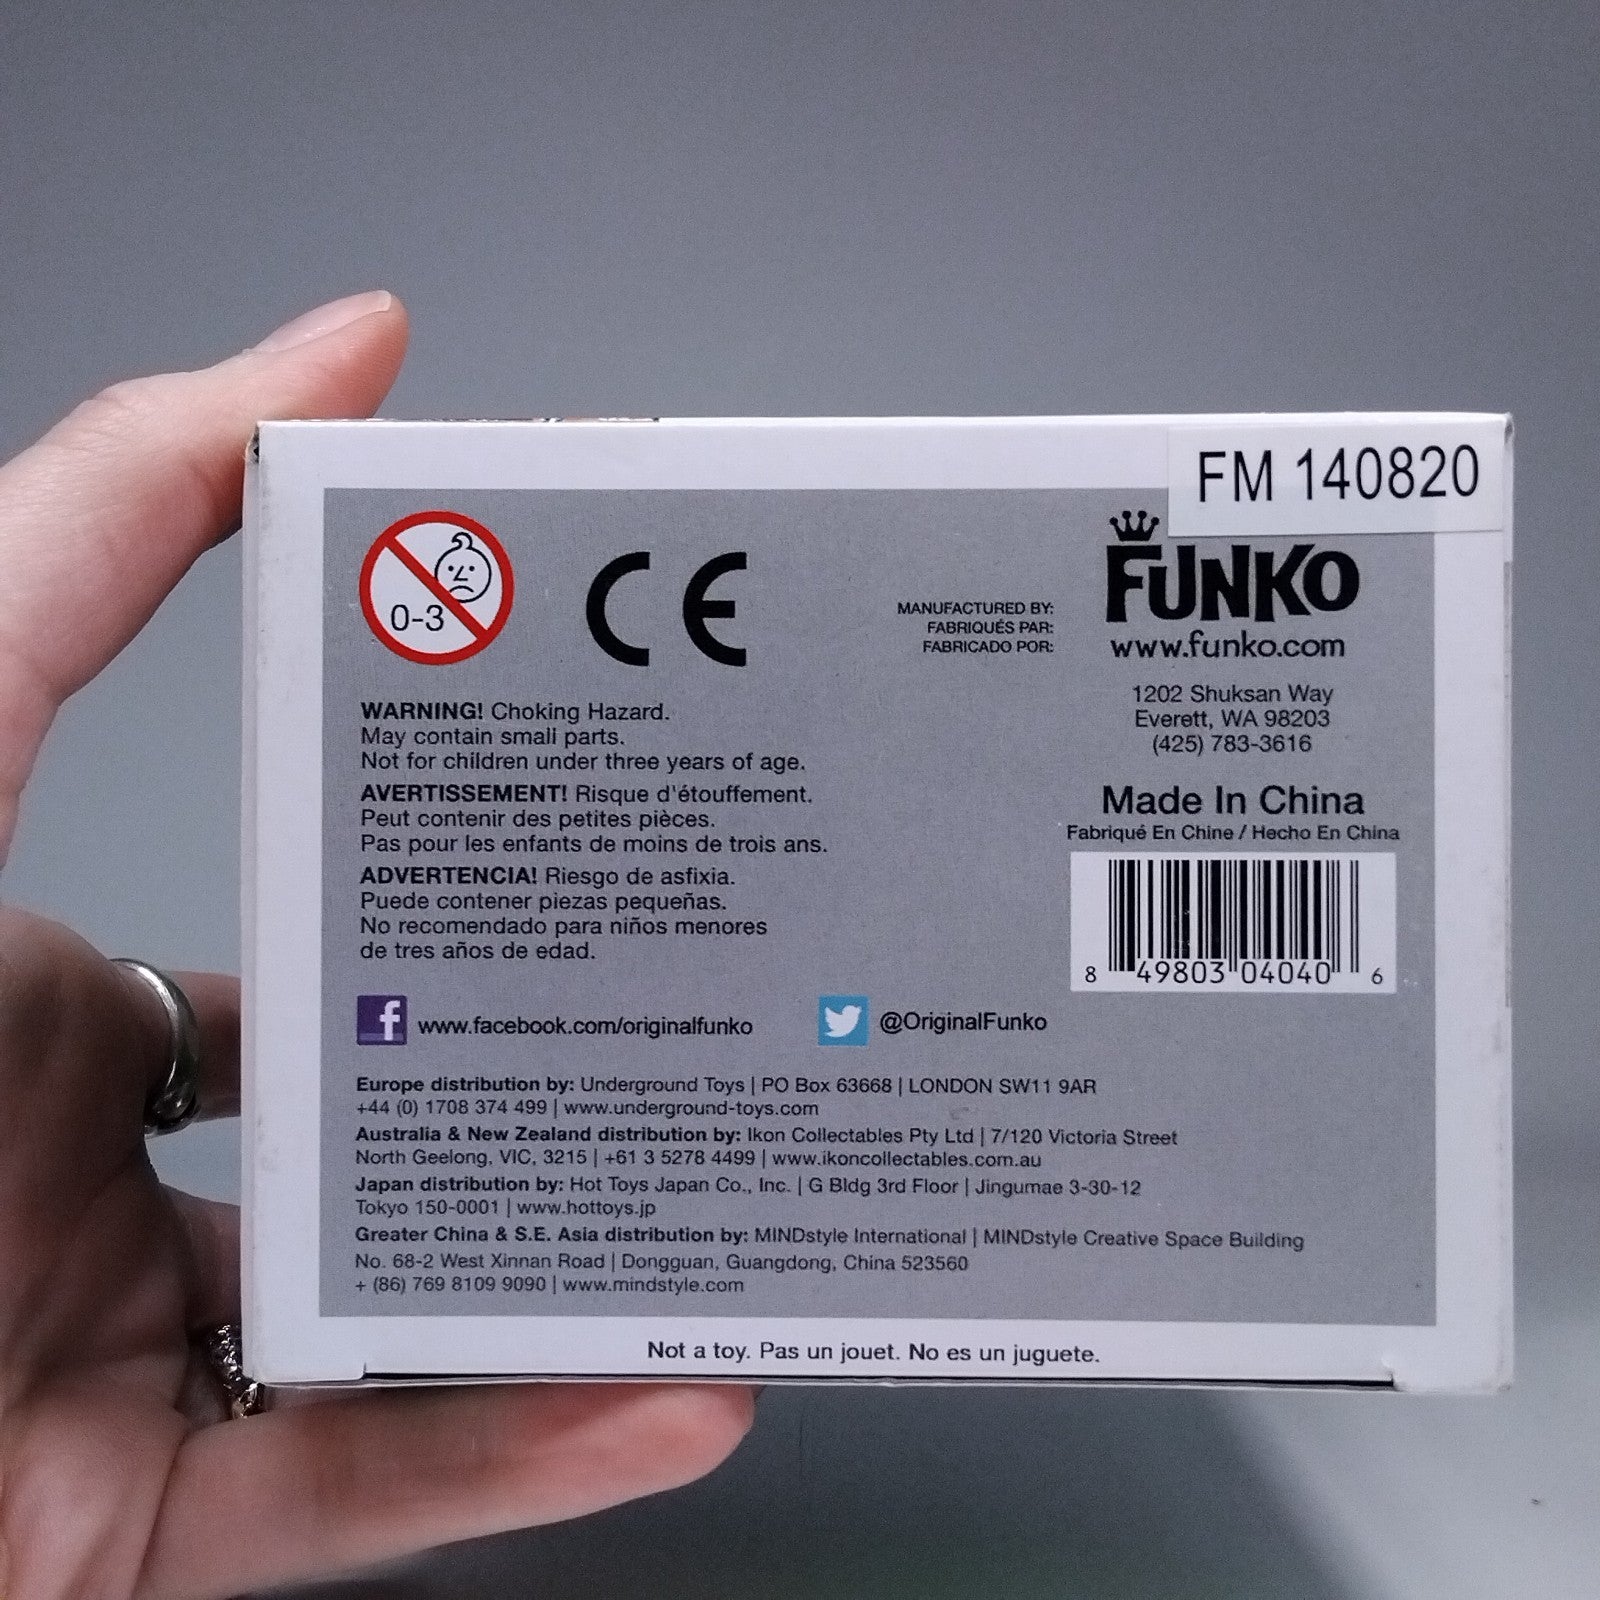 FM 140820
0-3
CE
MANUFACTURED BY:
FABRIQUÉS PAR:
FABRICADO POR:
FUNKO
www.funko.com
1202 Shuksan Way
Everett, WA 98203
(425) 783-3616
Made In China
Fabriqué En Chine / Hecho En China
8 49803 04040 6
WARNING! Choking Hazard.
May contain small parts.
Not for children under three years of age.
AVERTISSEMENT! Risque d'étouffement.
Peut contenir des petites pièces.
Pas pour les enfants de moins de trois ans.
ADVERTENCIA! Riesgo de asfixia.
Puede contener piezas pequeñas.
No recomendado para niños menores
de tres años de edad.
f www.facebook.com/originalfunko
@OriginalFunko
Europe distribution by: Underground Toys | PO Box 63668 | LONDON SW11 9AR
+44 (0) 1708 374 499 | www.underground-toys.com
Australia & New Zealand distribution by: Ikon Collectables Pty Ltd | 7/120 Victoria Street
North Geelong, VIC, 3215 | +61 3 5278 4499 | www.ikoncollectables.com.au
Japan distribution by: Hot Toys Japan Co., Inc. | G Bldg 3rd Floor | Jingumae 3-30-12
Tokyo 150-0001 | www.hottoys.jp
Greater China & S.E. Asia distribution by: MINDstyle International | MINDstyle Creative Space Building
No. 68-2 West Xinnan Road | Dongguan, Guangdong, China 523560
+ (86) 769 8109 9090 | www.mindstyle.com
Not a toy. Pas un jouet. No es un juguete.